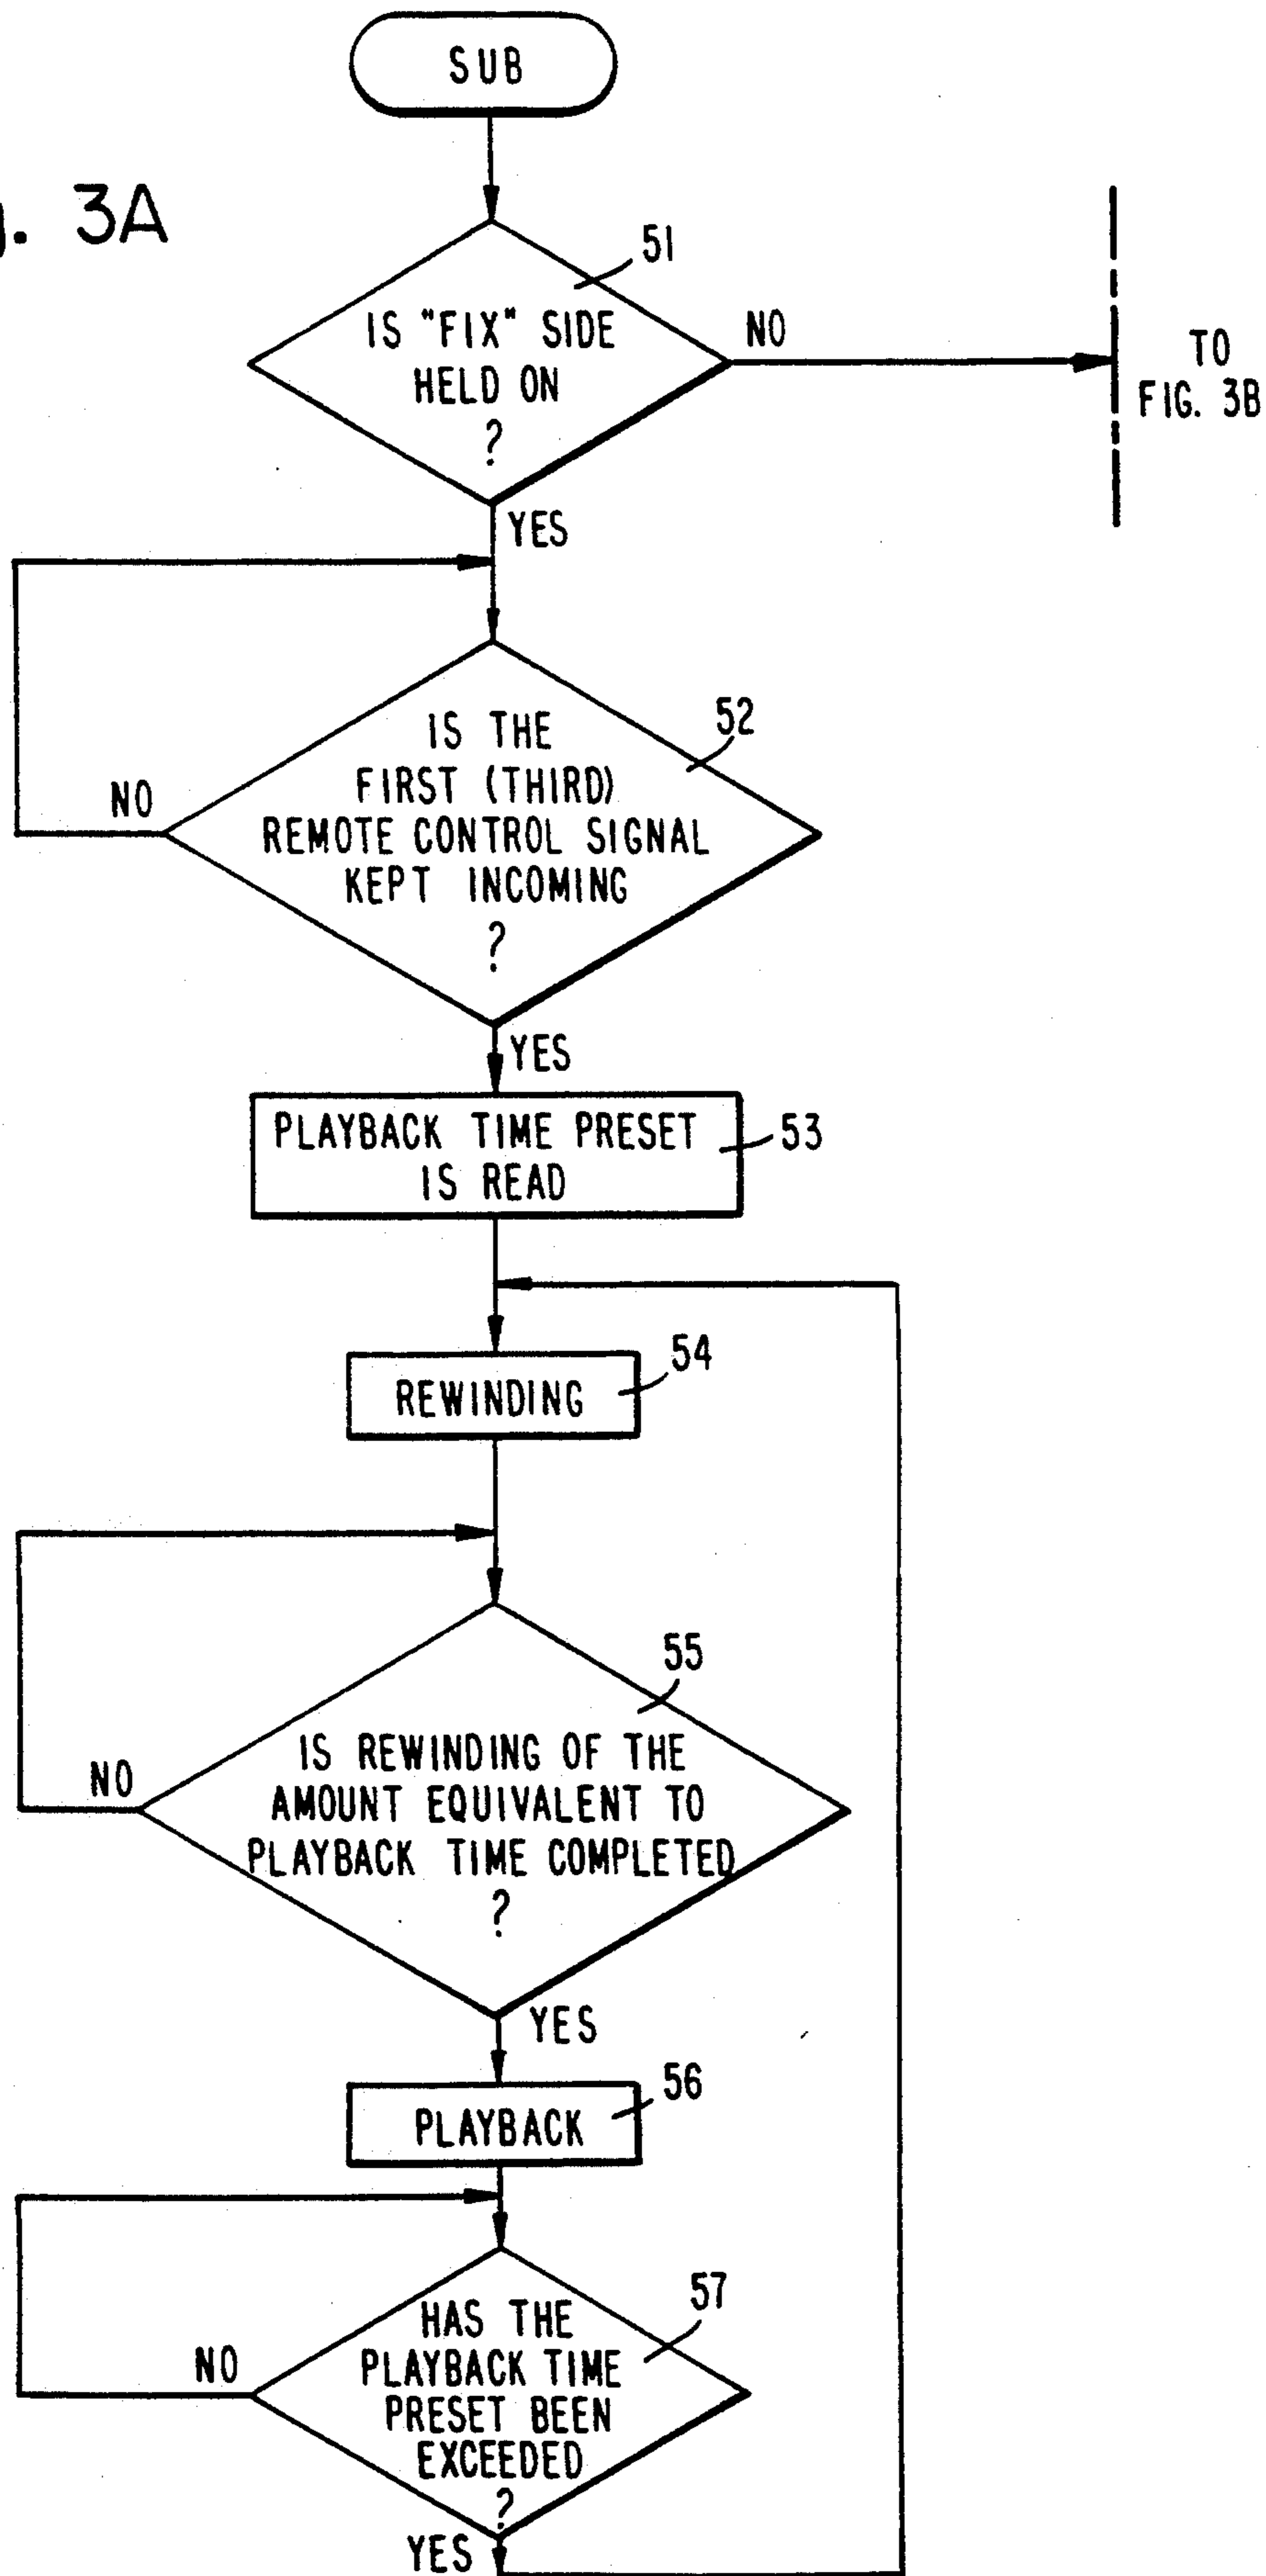 SUB
. 3A
51
IS "FIX" SIDE
HELD ON
?
NO
TO
FIG. 3B
YES
52
IS THE
FIRST (THIRD)
REMOTE CONTROL SIGNAL
KEPT INCOMING
?
NO
YES
PLAYBACK TIME PRESET
IS READ
53
54
REWINDING
55
IS REWINDING OF THE
AMOUNT EQUIVALENT TO
PLAYBACK TIME COMPLETED
?
NO
YES
56
PLAYBACK
57
HAS THE
PLAYBACK TIME
PRESET BEEN
EXCEEDED
?
NO
YES